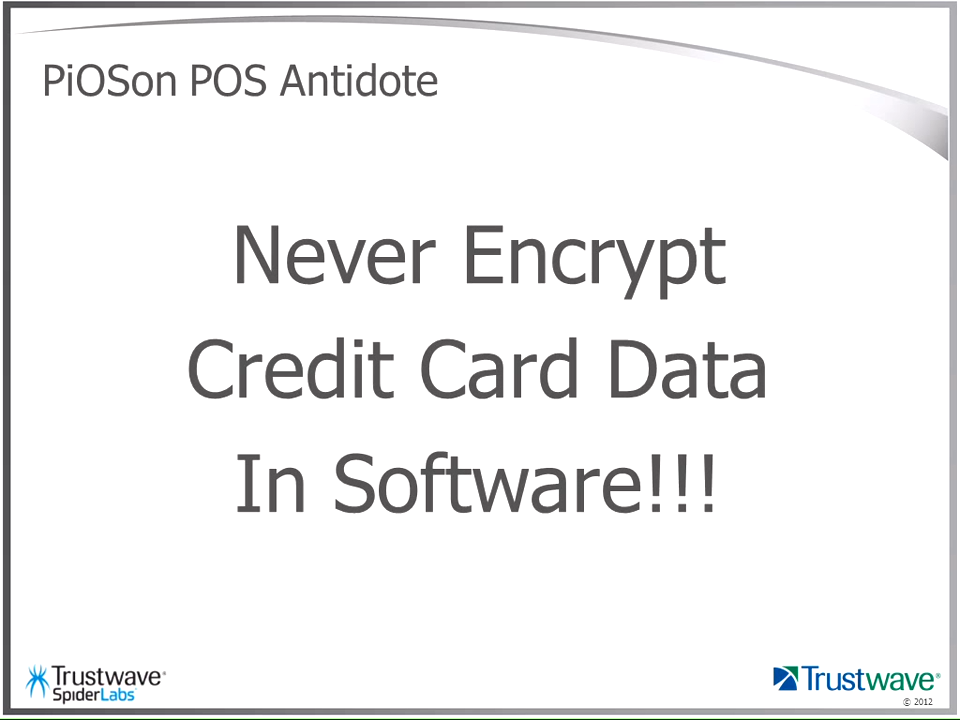 PiOSon POS Antidote
Never Encrypt
Credit Card Data
In Software!!!
Trustwave®
SpiderLabs
Trustwave®
© 2012